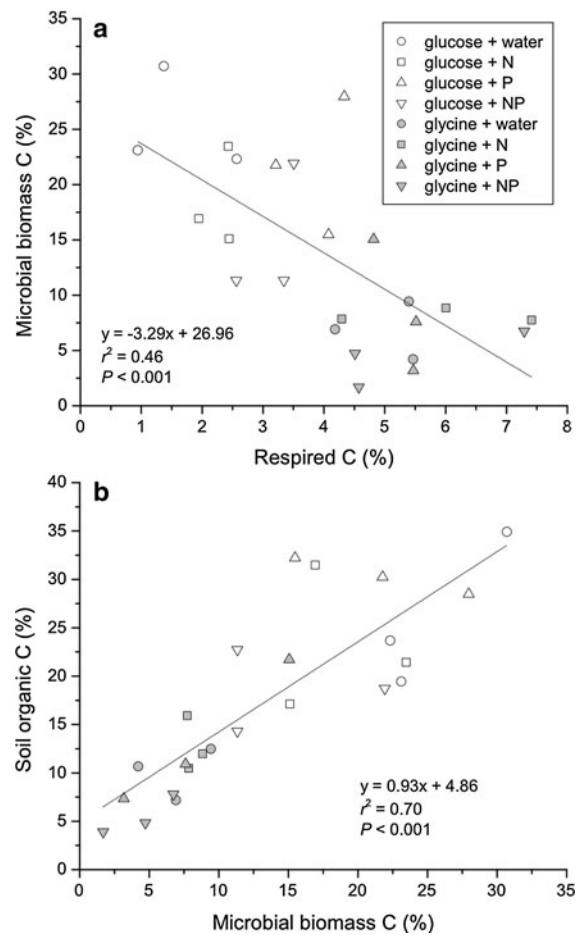 a
35
30
25
20
15
10
5
0
Microbial biomass C (%)
glucose + water
glucose + N
glucose + P
glucose + NP
glycine + water
glycine + N
glycine + P
glycine + NP
y = -3.29x + 26.96
r² = 0.46
P < 0.001
0 1 2 3 4 5 6 7 8
Respired C (%)
b
40
35
30
25
20
15
10
5
0
Soil organic C (%)
y = 0.93x + 4.86
r² = 0.70
P < 0.001
0 5 10 15 20 25 30 35
Microbial biomass C (%)